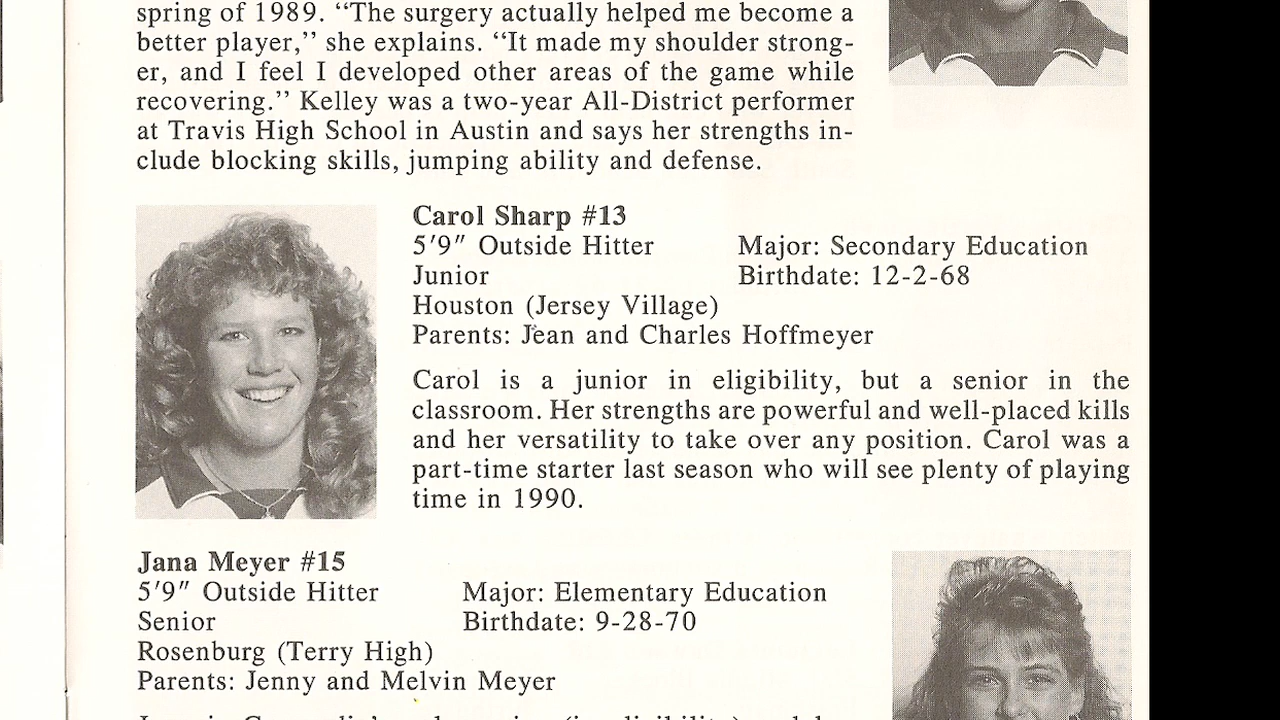 spring of 1989. “The surgery actually helped me become a
better player,” she explains. “It made my shoulder strong-
er, and I feel I developed other areas of the game while
recovering.” Kelley was a two-year All-District performer
at Travis High School in Austin and says her strengths in-
clude blocking skills, jumping ability and defense.
Carol Sharp #13
5′9″ Outside Hitter Major: Secondary Education
Junior Birthdate: 12-2-68
Houston (Jersey Village)
Parents: Jean and Charles Hoffmeyer
Carol is a junior in eligibility, but a senior in the
classroom. Her strengths are powerful and well-placed kills
and her versatility to take over any position. Carol was a
part-time starter last season who will see plenty of playing
time in 1990.
Jana Meyer #15
5′9″ Outside Hitter Major: Elementary Education
Senior Birthdate: 9-28-70
Rosenburg (Terry High)
Parents: Jenny and Melvin Meyer